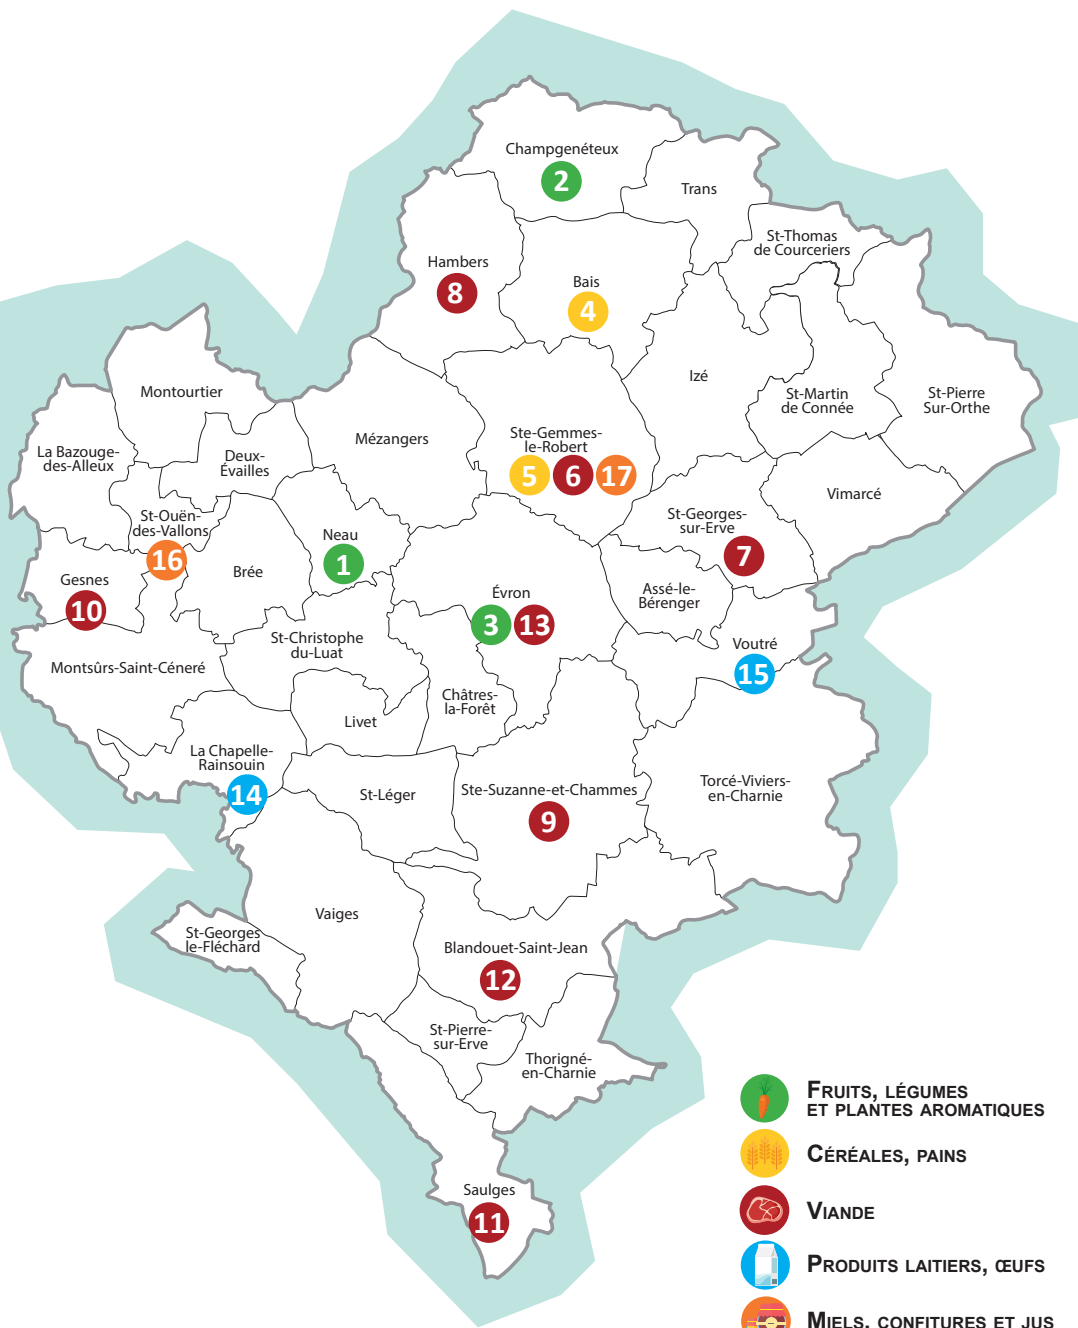 Champgenéteux
2
Trans
St-Thomas
de Courceriers
Hambers
8
Bais
4
Izé
St-Martin
de Connée
St-Pierre
Sur-Orthe
Montourtier
Mézangers
Ste-Gemmes-
le-Robert
5 6 17
La Bazouge-
des-Alleux
Deux-
Évailles
Vimarcé
St-Ouën-
des-Vallons
16
Neau
1
St-Georges-
sur-Erve
7
Gesnes
10
Brée
Évron
3 13
Assé-le-
Bérenger
St-Christophe
du-Luat
Voutré
15
Montsûrs-Saint-Céneré
Châtres-
la-Forêt
Livet
La Chapelle-
Rainsouin
14
St-Léger
Ste-Suzanne-et-Chammes
9
Torcé-Viviers-
en-Charnie
Vaiges
St-Georges
le-Fléchard
Blandouet-Saint-Jean
12
St-Pierre-
sur-Erve
Thorigné-
en-Charnie
Saulges
11
Fruits, légumes
et plantes aromatiques
Céréales, pains
Viande
Produits laitiers, œufs
Miels, confitures et jus